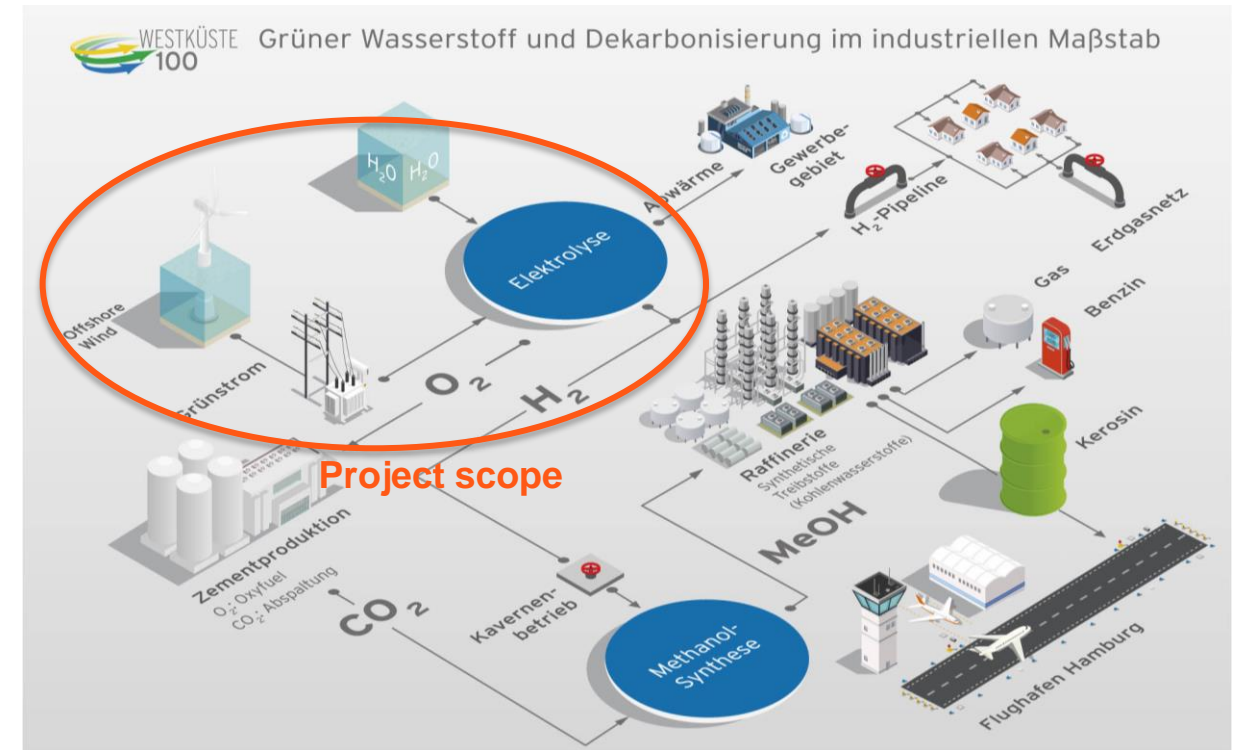 WESTKÜSTE
100
Grüner Wasserstoff und Dekarbonisierung im industriellen Maßstab
H₂O H₂O
Elektrolyse
Abwärme
Gewerbe-
gebiet
H₂-Pipeline
Erdgasnetz
Offshore
Wind
Grünstrom
O₂
H₂
Gas
Benzin
Kerosin
Project scope
Raffinerie
Synthetische
Treibstoffe
(Kohlenwasserstoffe)
Zementproduktion
O₂: Oxyfuel
CO₂: Abspaltung
CO₂
Kavernen-
betrieb
MeOH
Methanol-
Synthese
Flughafen Hamburg